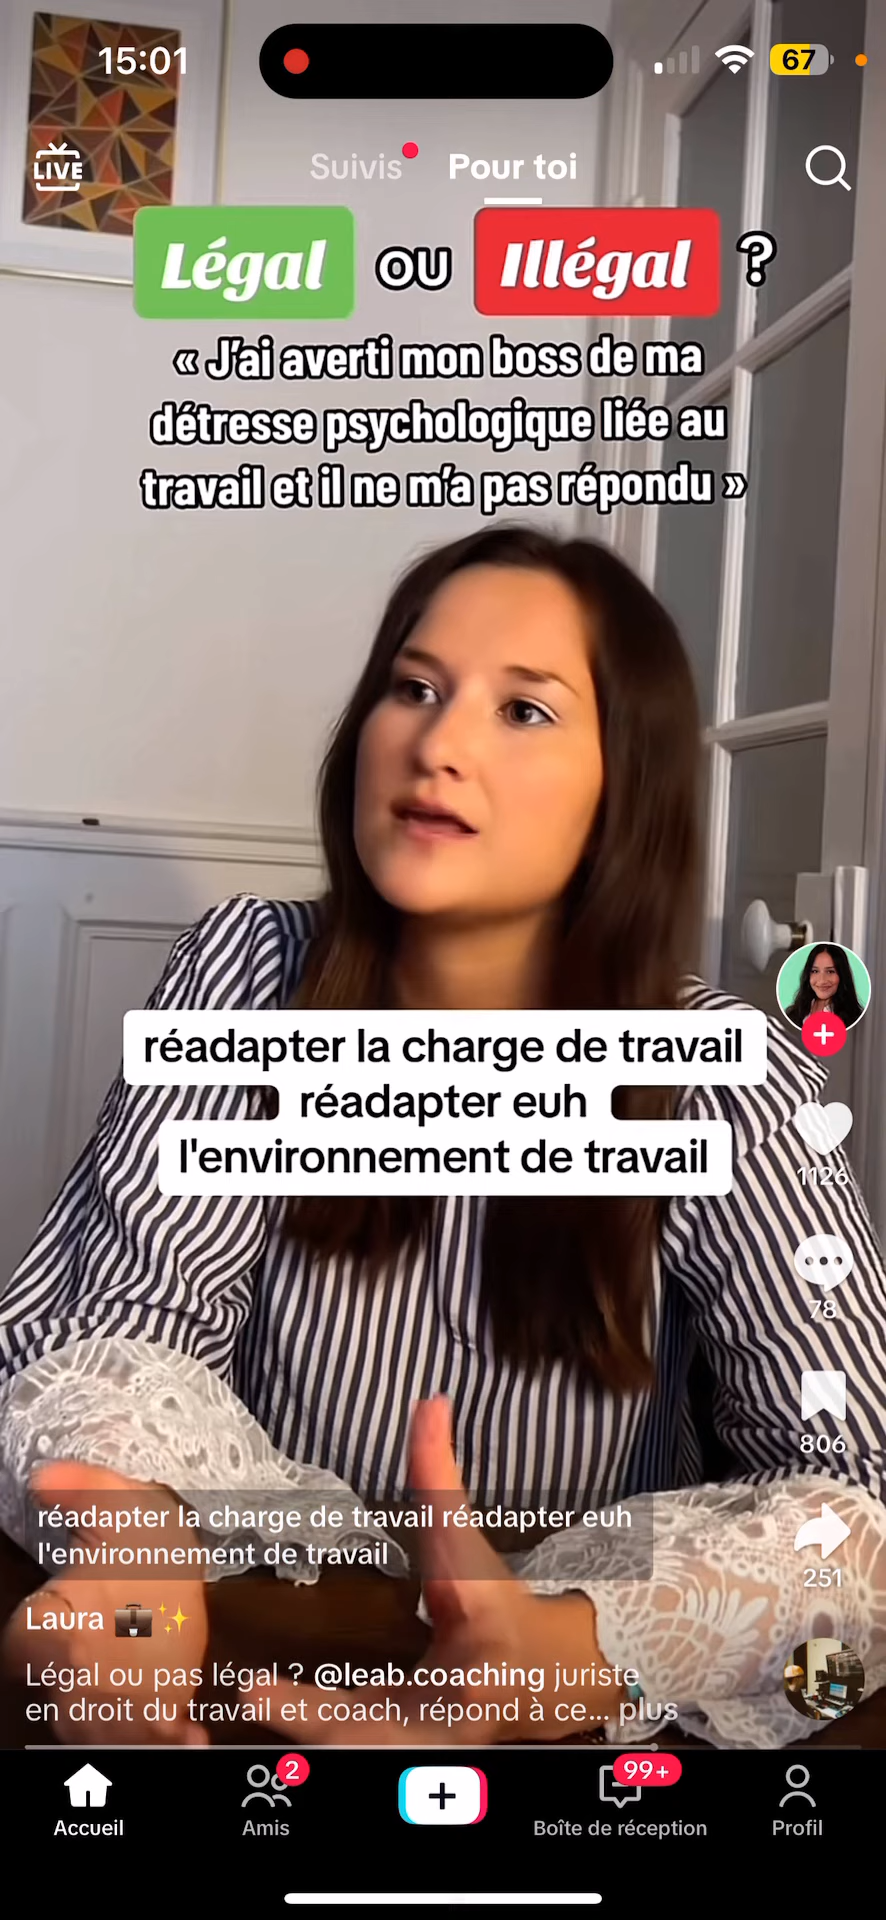 15:01
67
LIVE
Suivis
Pour toi
Légal OU Illégal ?
« J'ai averti mon boss de ma
détresse psychologique liée au
travail et il ne m'a pas répondu »
réadapter la charge de travail
réadapter euh
l'environnement de travail
1126
78
806
251
réadapter la charge de travail réadapter euh
l'environnement de travail
Laura
Légal ou pas légal ? @leab.coaching juriste
en droit du travail et coach, répond à ce... plus
2
99+
Accueil
Amis
Boîte de réception
Profil